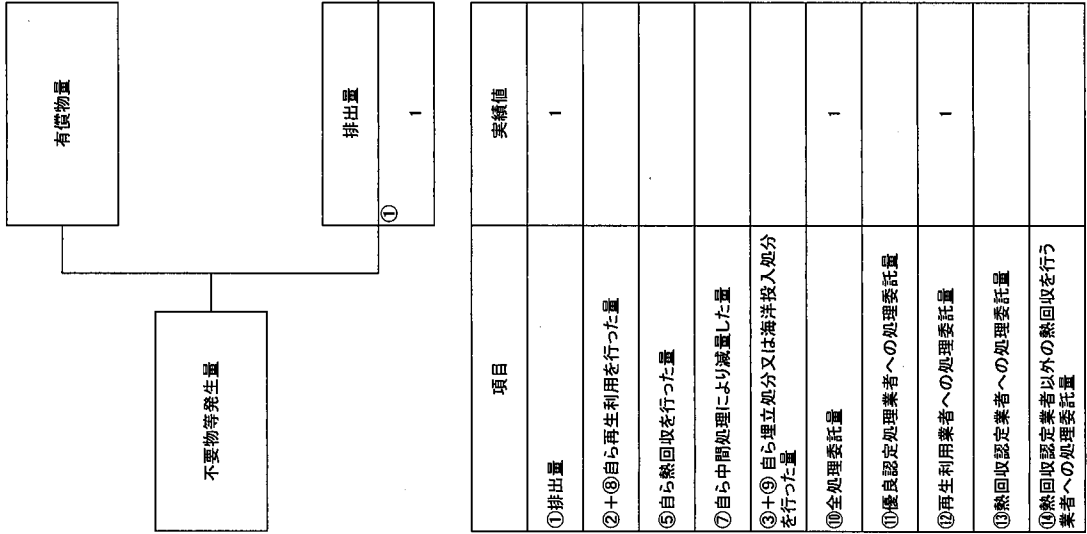 有償物量
不要物等発生量
排出量
①
1
項目
実績値
①排出量
1
②+⑧自ら再生利用を行った量
⑤自ら熱回収を行った量
⑦自ら中間処理により減量した量
③+⑨ 自ら埋立処分又は海洋投入処分
を行った量
⑩全処理委託量
1
⑪優良認定処理業者への処理委託量
⑫再生利用業者への処理委託量
1
⑬熱回収認定業者への処理委託量
⑭熱回収認定業者以外の熱回収を行う
業者への処理委託量